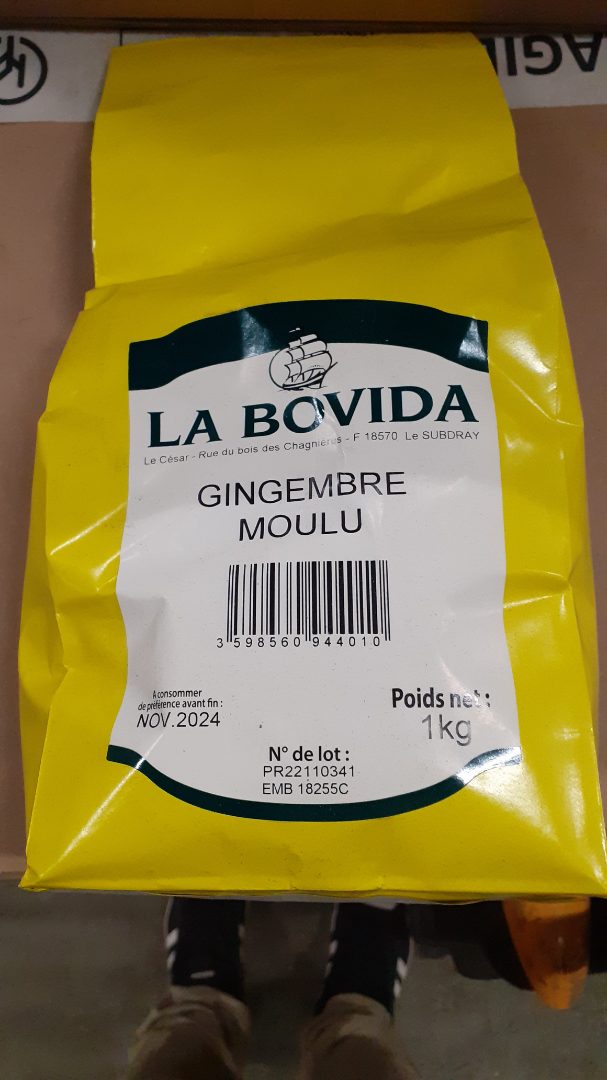 AGIL
LA BOVIDA
Le César - Rue du bois des Chagnières - F 18570 Le SUBDRAY
GINGEMBRE
MOULU
3 598560 944010
A consommer
de préférence avant fin :
NOV.2024
Poids net :
1kg
N° de lot :
PR22110341
EMB 18255C